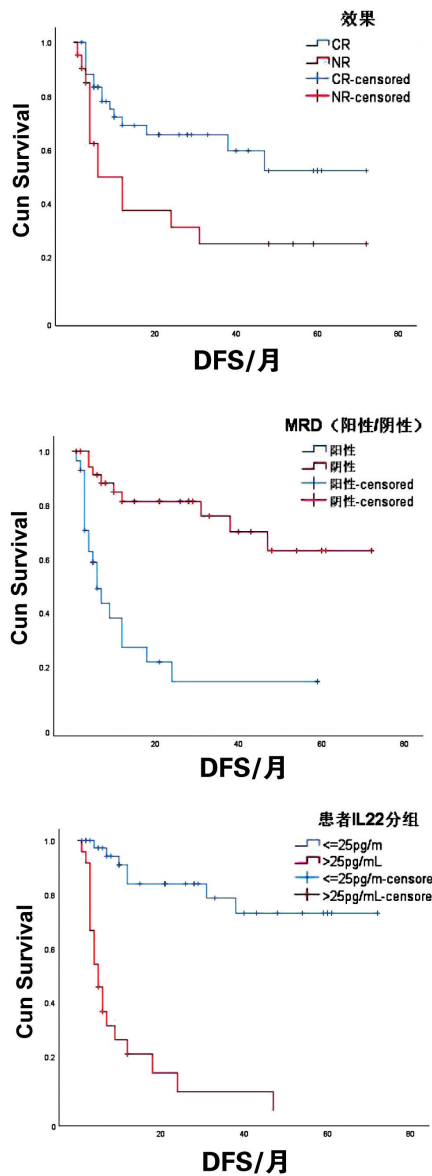 效果
CR
NR
CR-censored
NR-censored
1.0
0.8
0.6
0.4
0.2
0
20
40
60
80
Cun Survival
DFS/月
MRD（阳性/阴性）
阳性
阴性
阳性-censored
阴性-censored
1.0
0.8
0.6
0.4
0.2
0
20
40
60
80
Cun Survival
DFS/月
患者IL22分组
<=25pg/m
>25pg/mL
<=25pg/m-censore
>25pg/mL-censore
1.0
0.8
0.6
0.4
0.2
0
20
40
60
80
Cun Survival
DFS/月